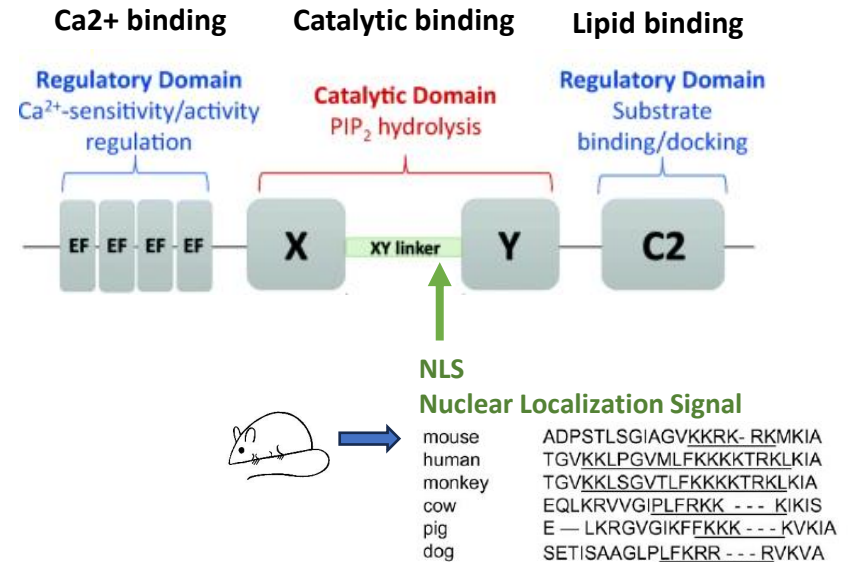 Ca2+ binding
Catalytic binding
Lipid binding
Regulatory Domain
Ca²⁺-sensitivity/activity
regulation
Catalytic Domain
PIP₂ hydrolysis
Regulatory Domain
Substrate
binding/docking
EF EF EF EF X XY linker Y C2
NLS
Nuclear Localization Signal
mouse ADPSTLSGIAGVKKRK- RKMKIA
human TGVKKLPGVMLFKKKKTRKLKIA
monkey TGVKKLSGVTLFKKKKTRKLKIA
cow EQLKRVVGIPLFRKK - - - KIKIS
pig E — LKRGVGIKFFKKK - - - KVKIA
dog SETISAAGLPLFKRR - - - RVKVA